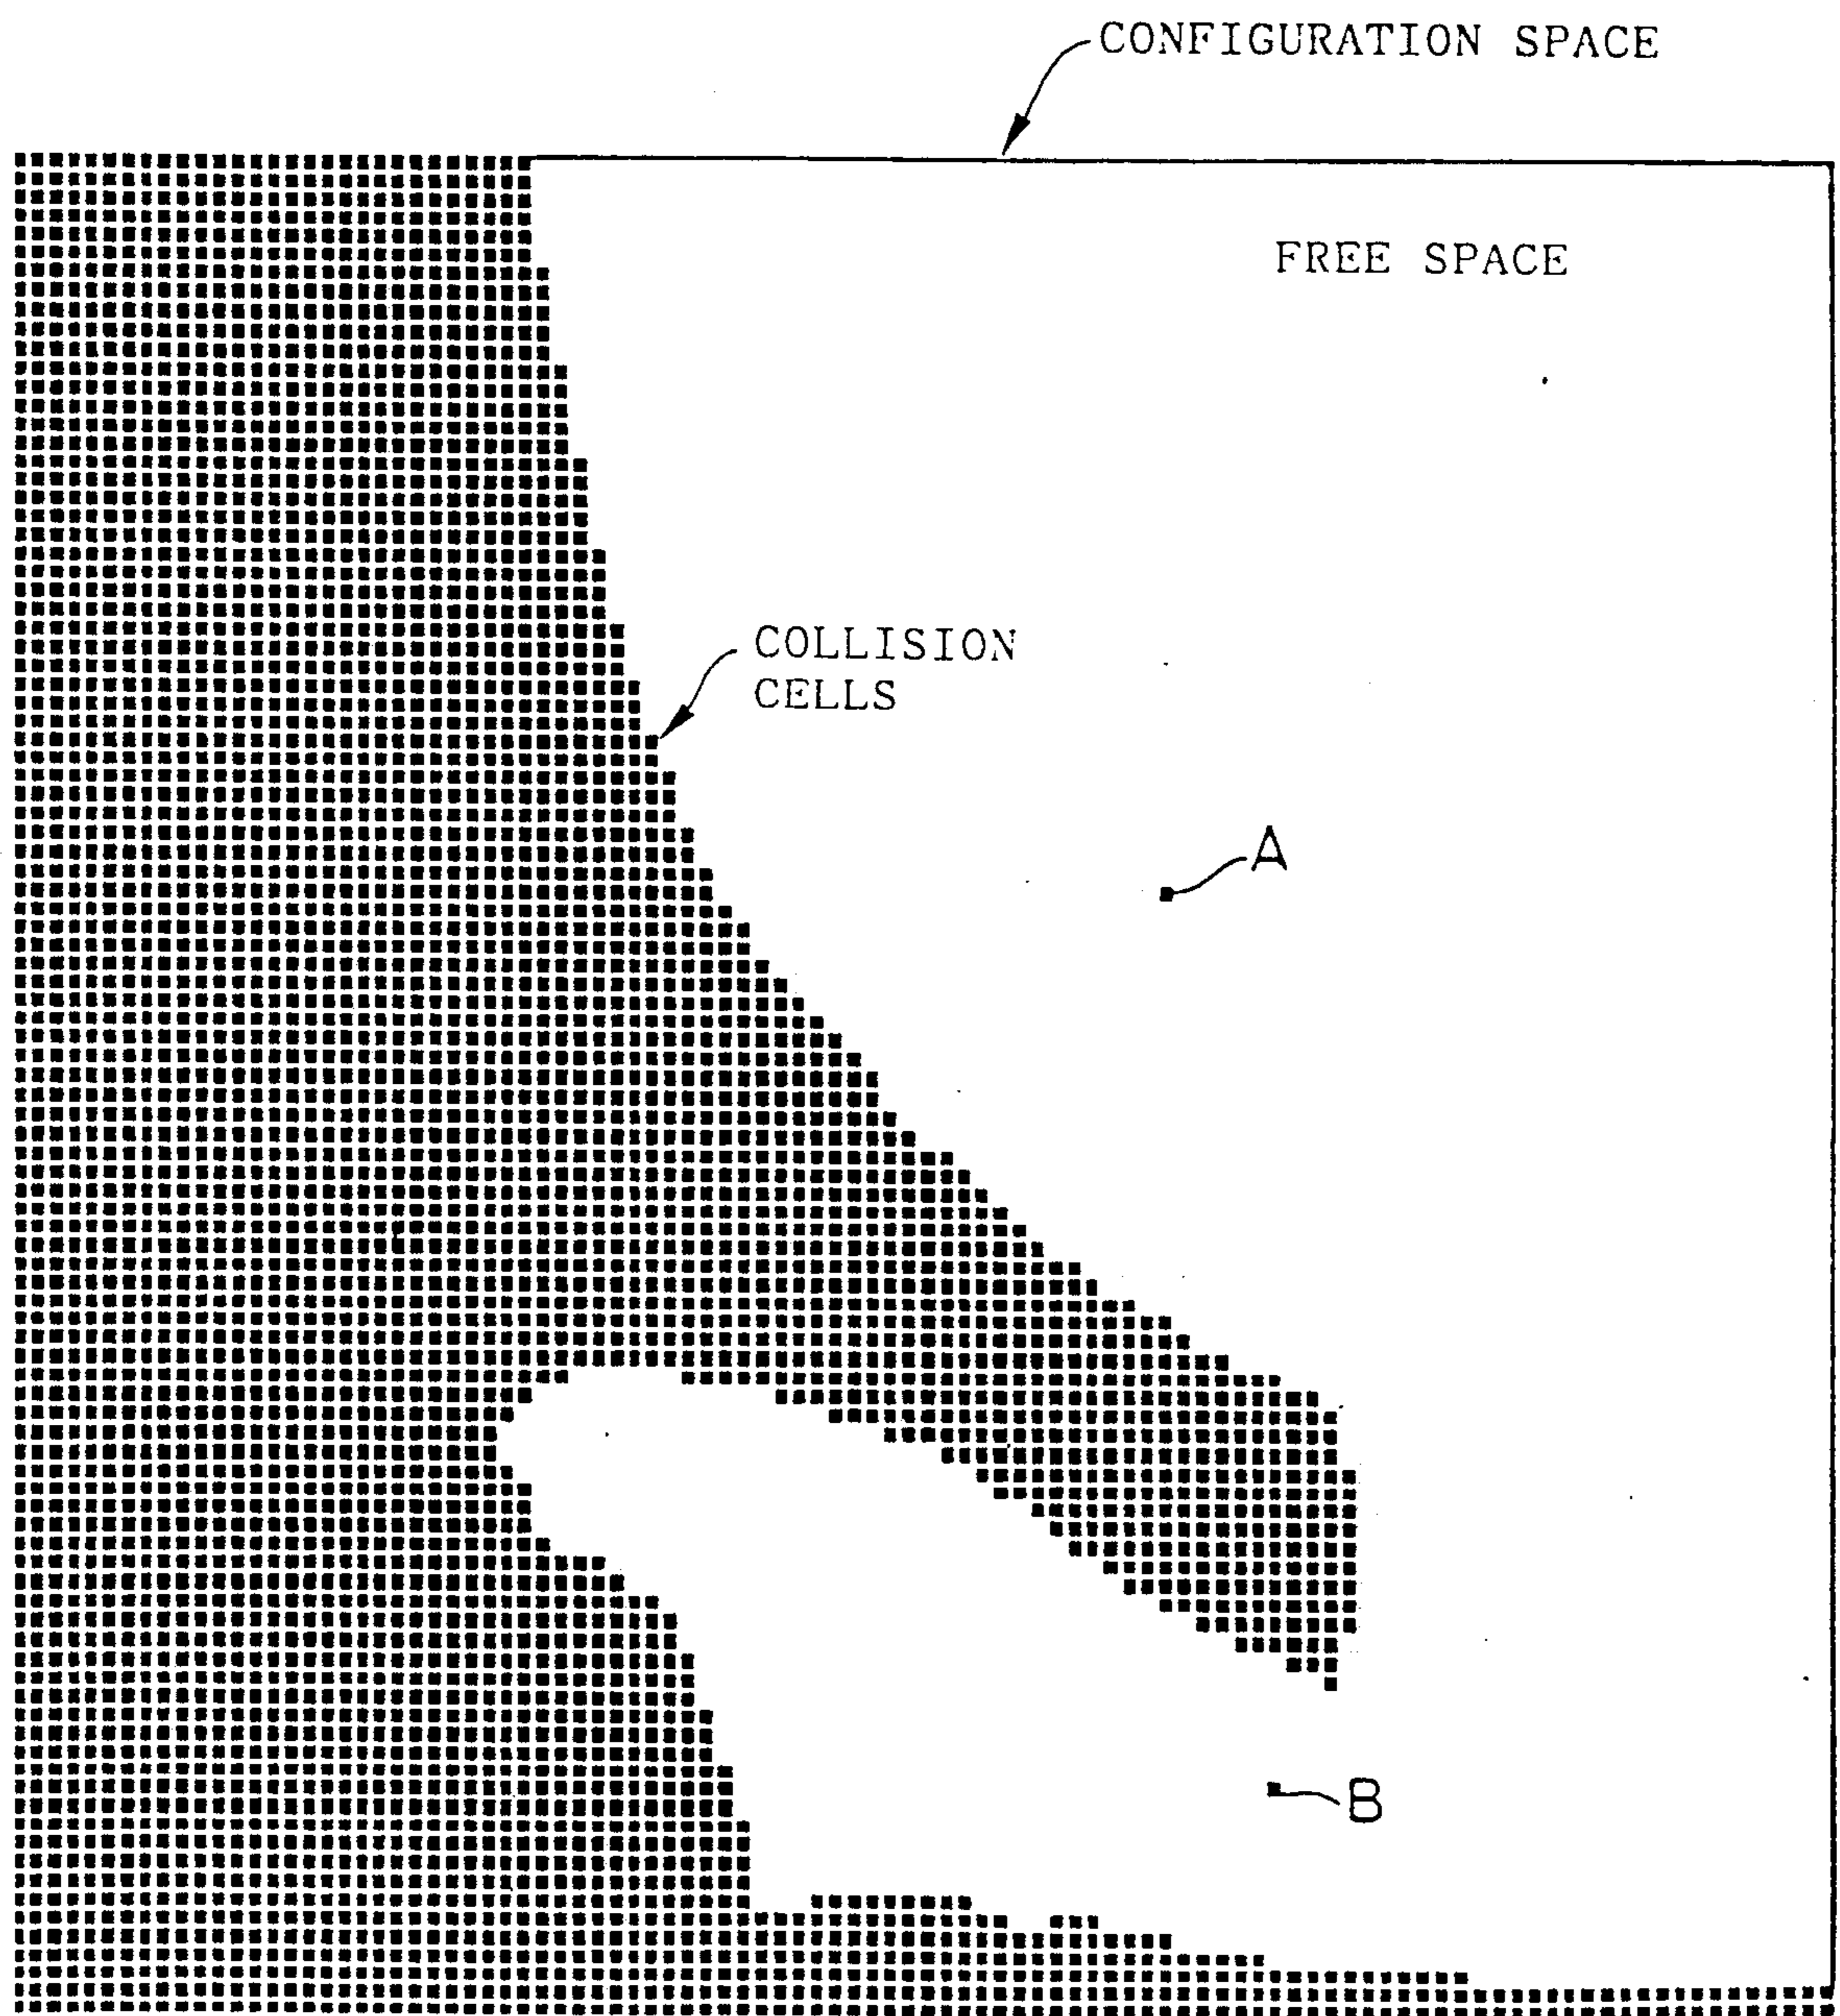 CONFIGURATION SPACE
FREE SPACE
COLLISION
CELLS
A
B